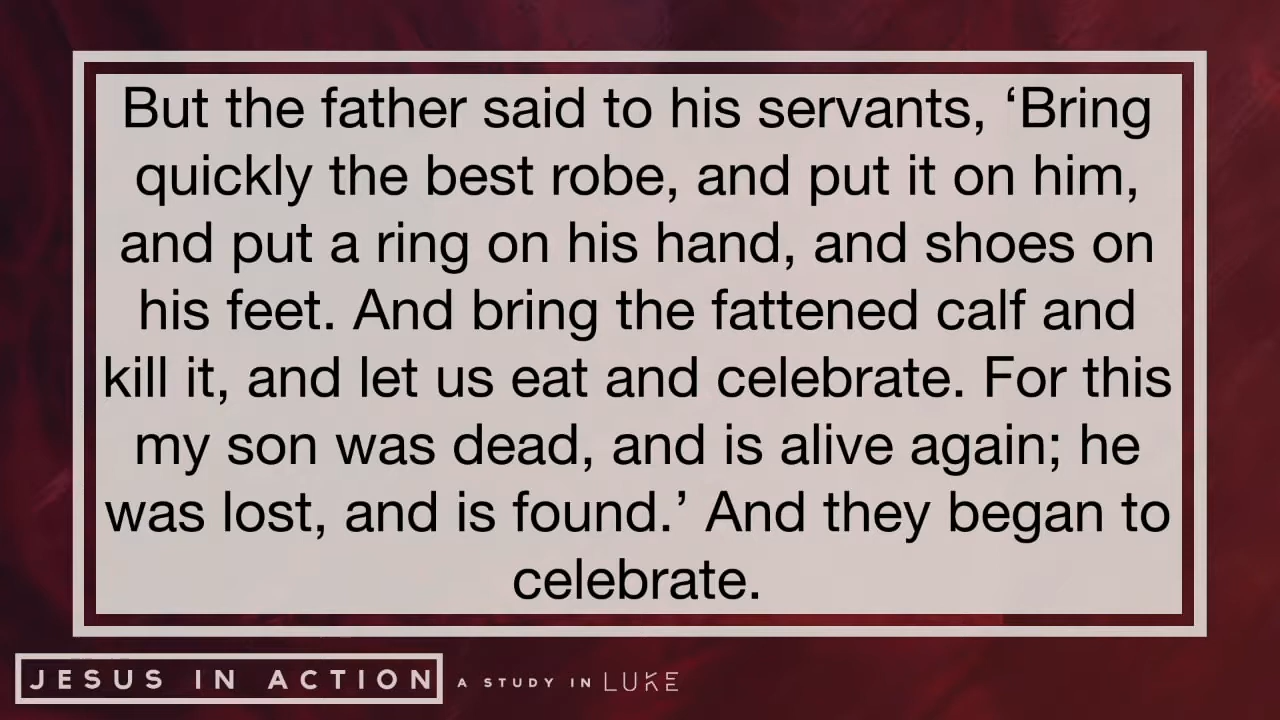 But the father said to his servants, ‘Bring
quickly the best robe, and put it on him,
and put a ring on his hand, and shoes on
his feet. And bring the fattened calf and
kill it, and let us eat and celebrate. For this
my son was dead, and is alive again; he
was lost, and is found.’ And they began to
celebrate.
JESUS IN ACTION A STUDY IN LUKE